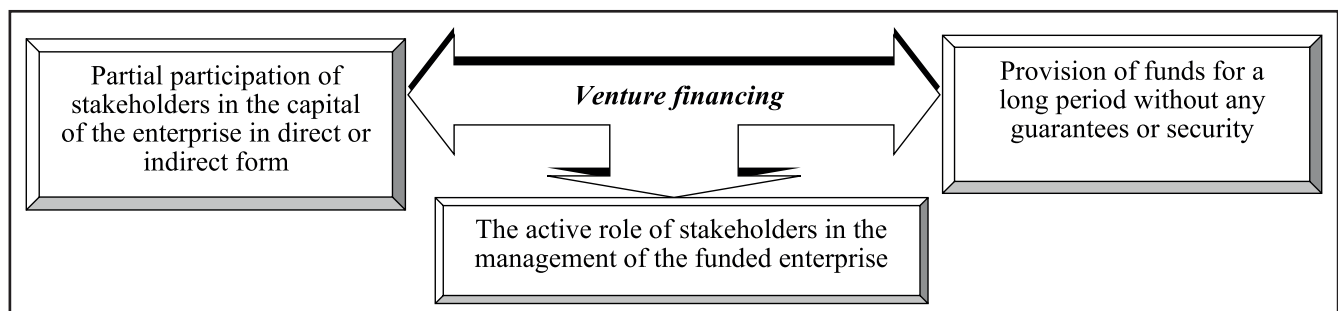 Partial participation of
stakeholders in the capital
of the enterprise in direct or
indirect form
Venture financing
Provision of funds for a
long period without any
guarantees or security
The active role of stakeholders in the
management of the funded enterprise